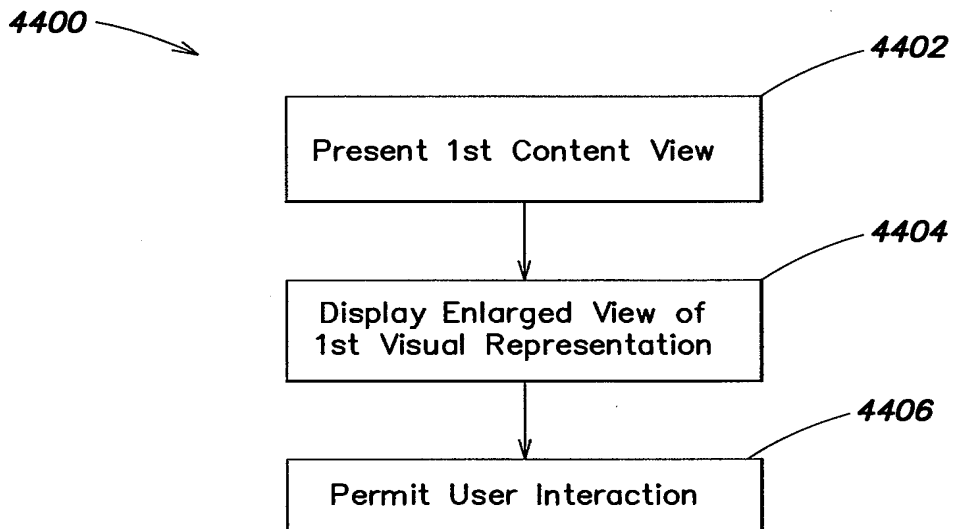 4400
4402
Present 1st Content View
4404
Display Enlarged View of
1st Visual Representation
4406
Permit User Interaction